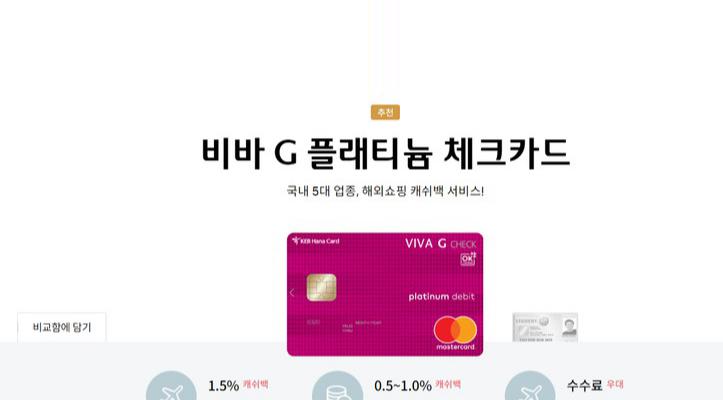 추천
비바 G 플래티늄 체크카드
국내 5대 업종, 해외쇼핑 캐쉬백 서비스!
KEB Hana Card
VIVA G CHECK
OK
platinum debit
mastercard
비교함에 담기
1.5% 캐쉬백
0.5~1.0% 캐쉬백
수수료 우대